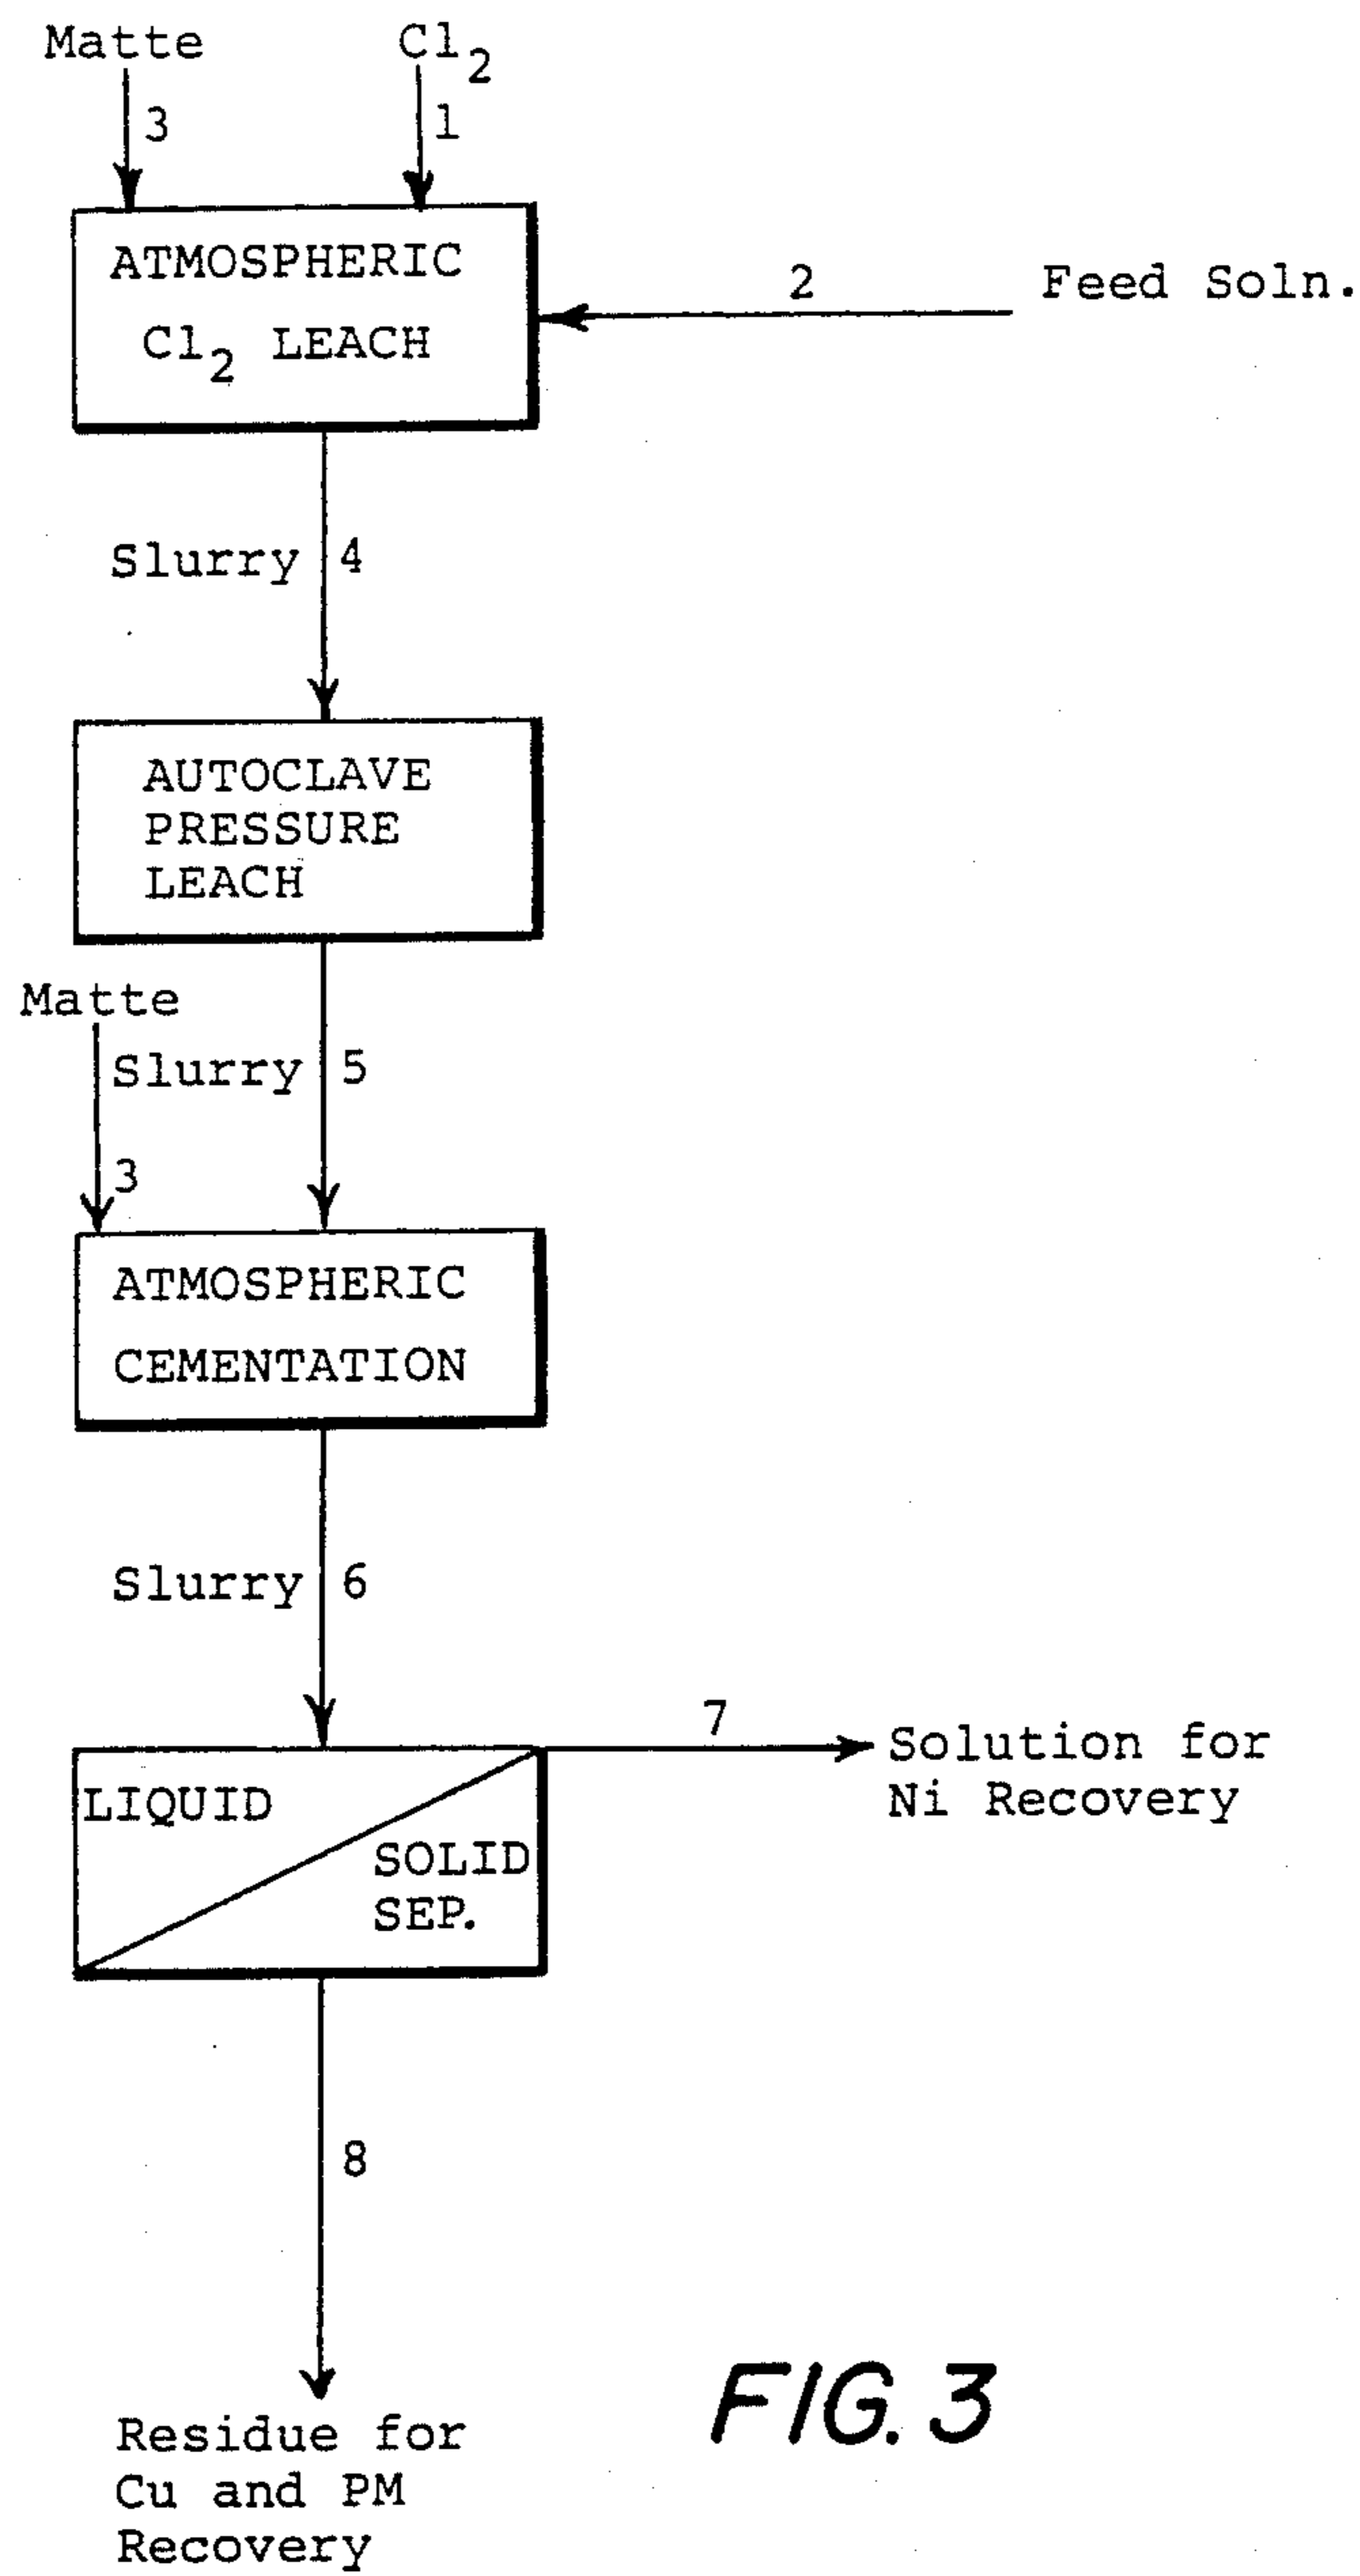 Matte Cl2
3 1
ATMOSPHERIC
Cl2 LEACH
2 Feed Soln.
Slurry 4
AUTOCLAVE
PRESSURE
LEACH
Matte
Slurry 5
3
ATMOSPHERIC
CEMENTATION
Slurry 6
7
Solution for
Ni Recovery
LIQUID
SOLID
SEP.
8
FIG. 3
Residue for
Cu and PM
Recovery